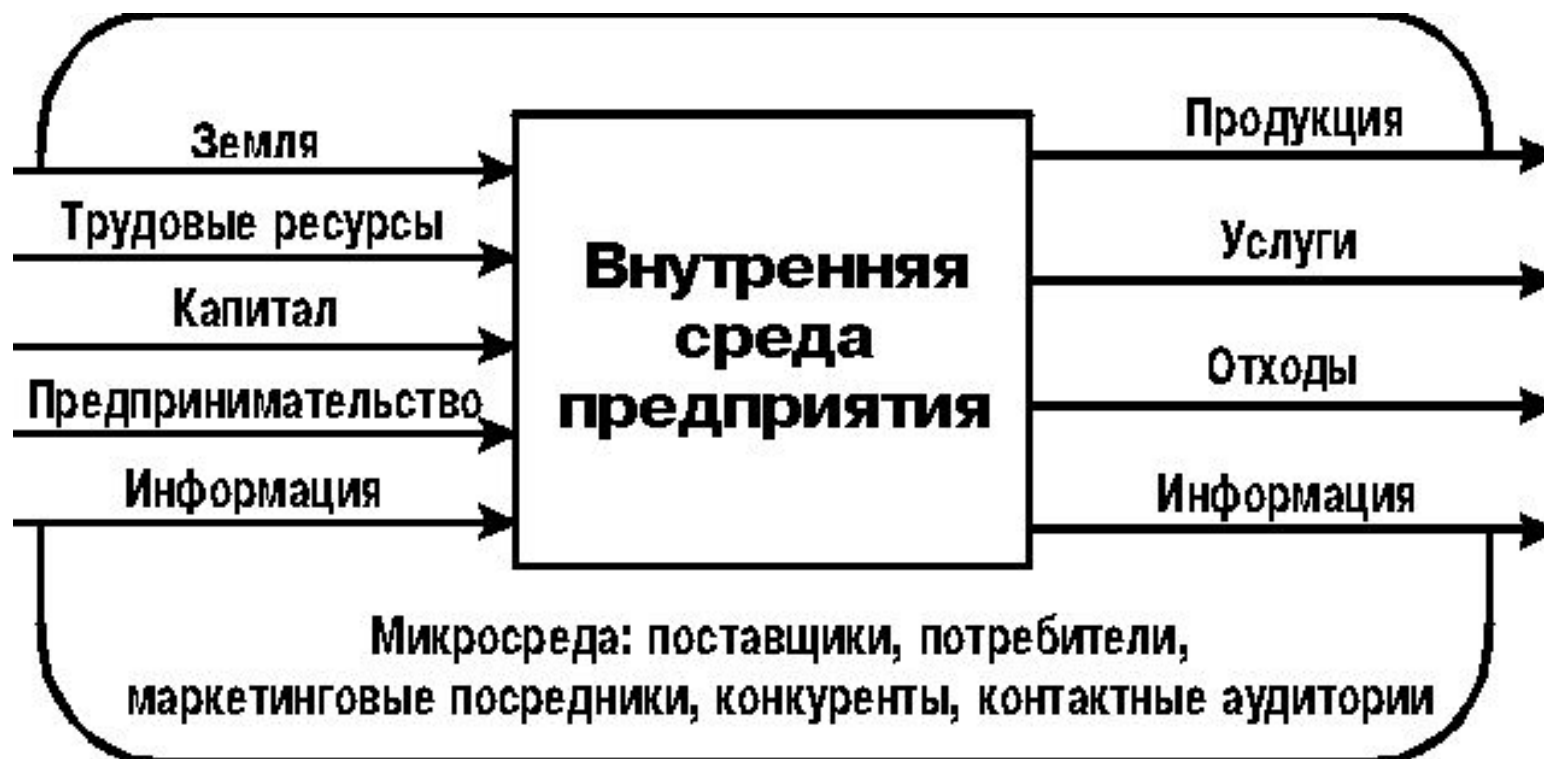 Земля
Трудовые ресурсы
Капитал
Предпринимательство
Информация
Внутренняя
среда
предприятия
Продукция
Услуги
Отходы
Информация
Микросреда: поставщики, потребители,
маркетинговые посредники, конкуренты, контактные аудитории